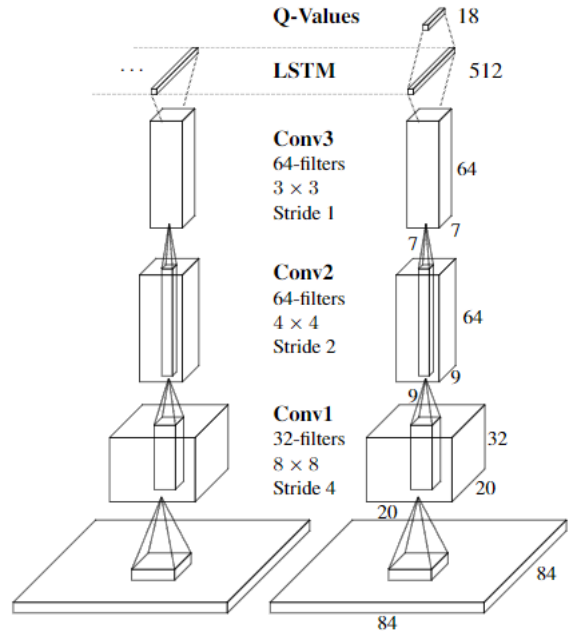 Q-Values 18
... LSTM 512
Conv3
64-filters
3 × 3
Stride 1
64
7
7
Conv2
64-filters
4 × 4
Stride 2
64
9
9
Conv1
32-filters
8 × 8
Stride 4
32
20
20
84
84